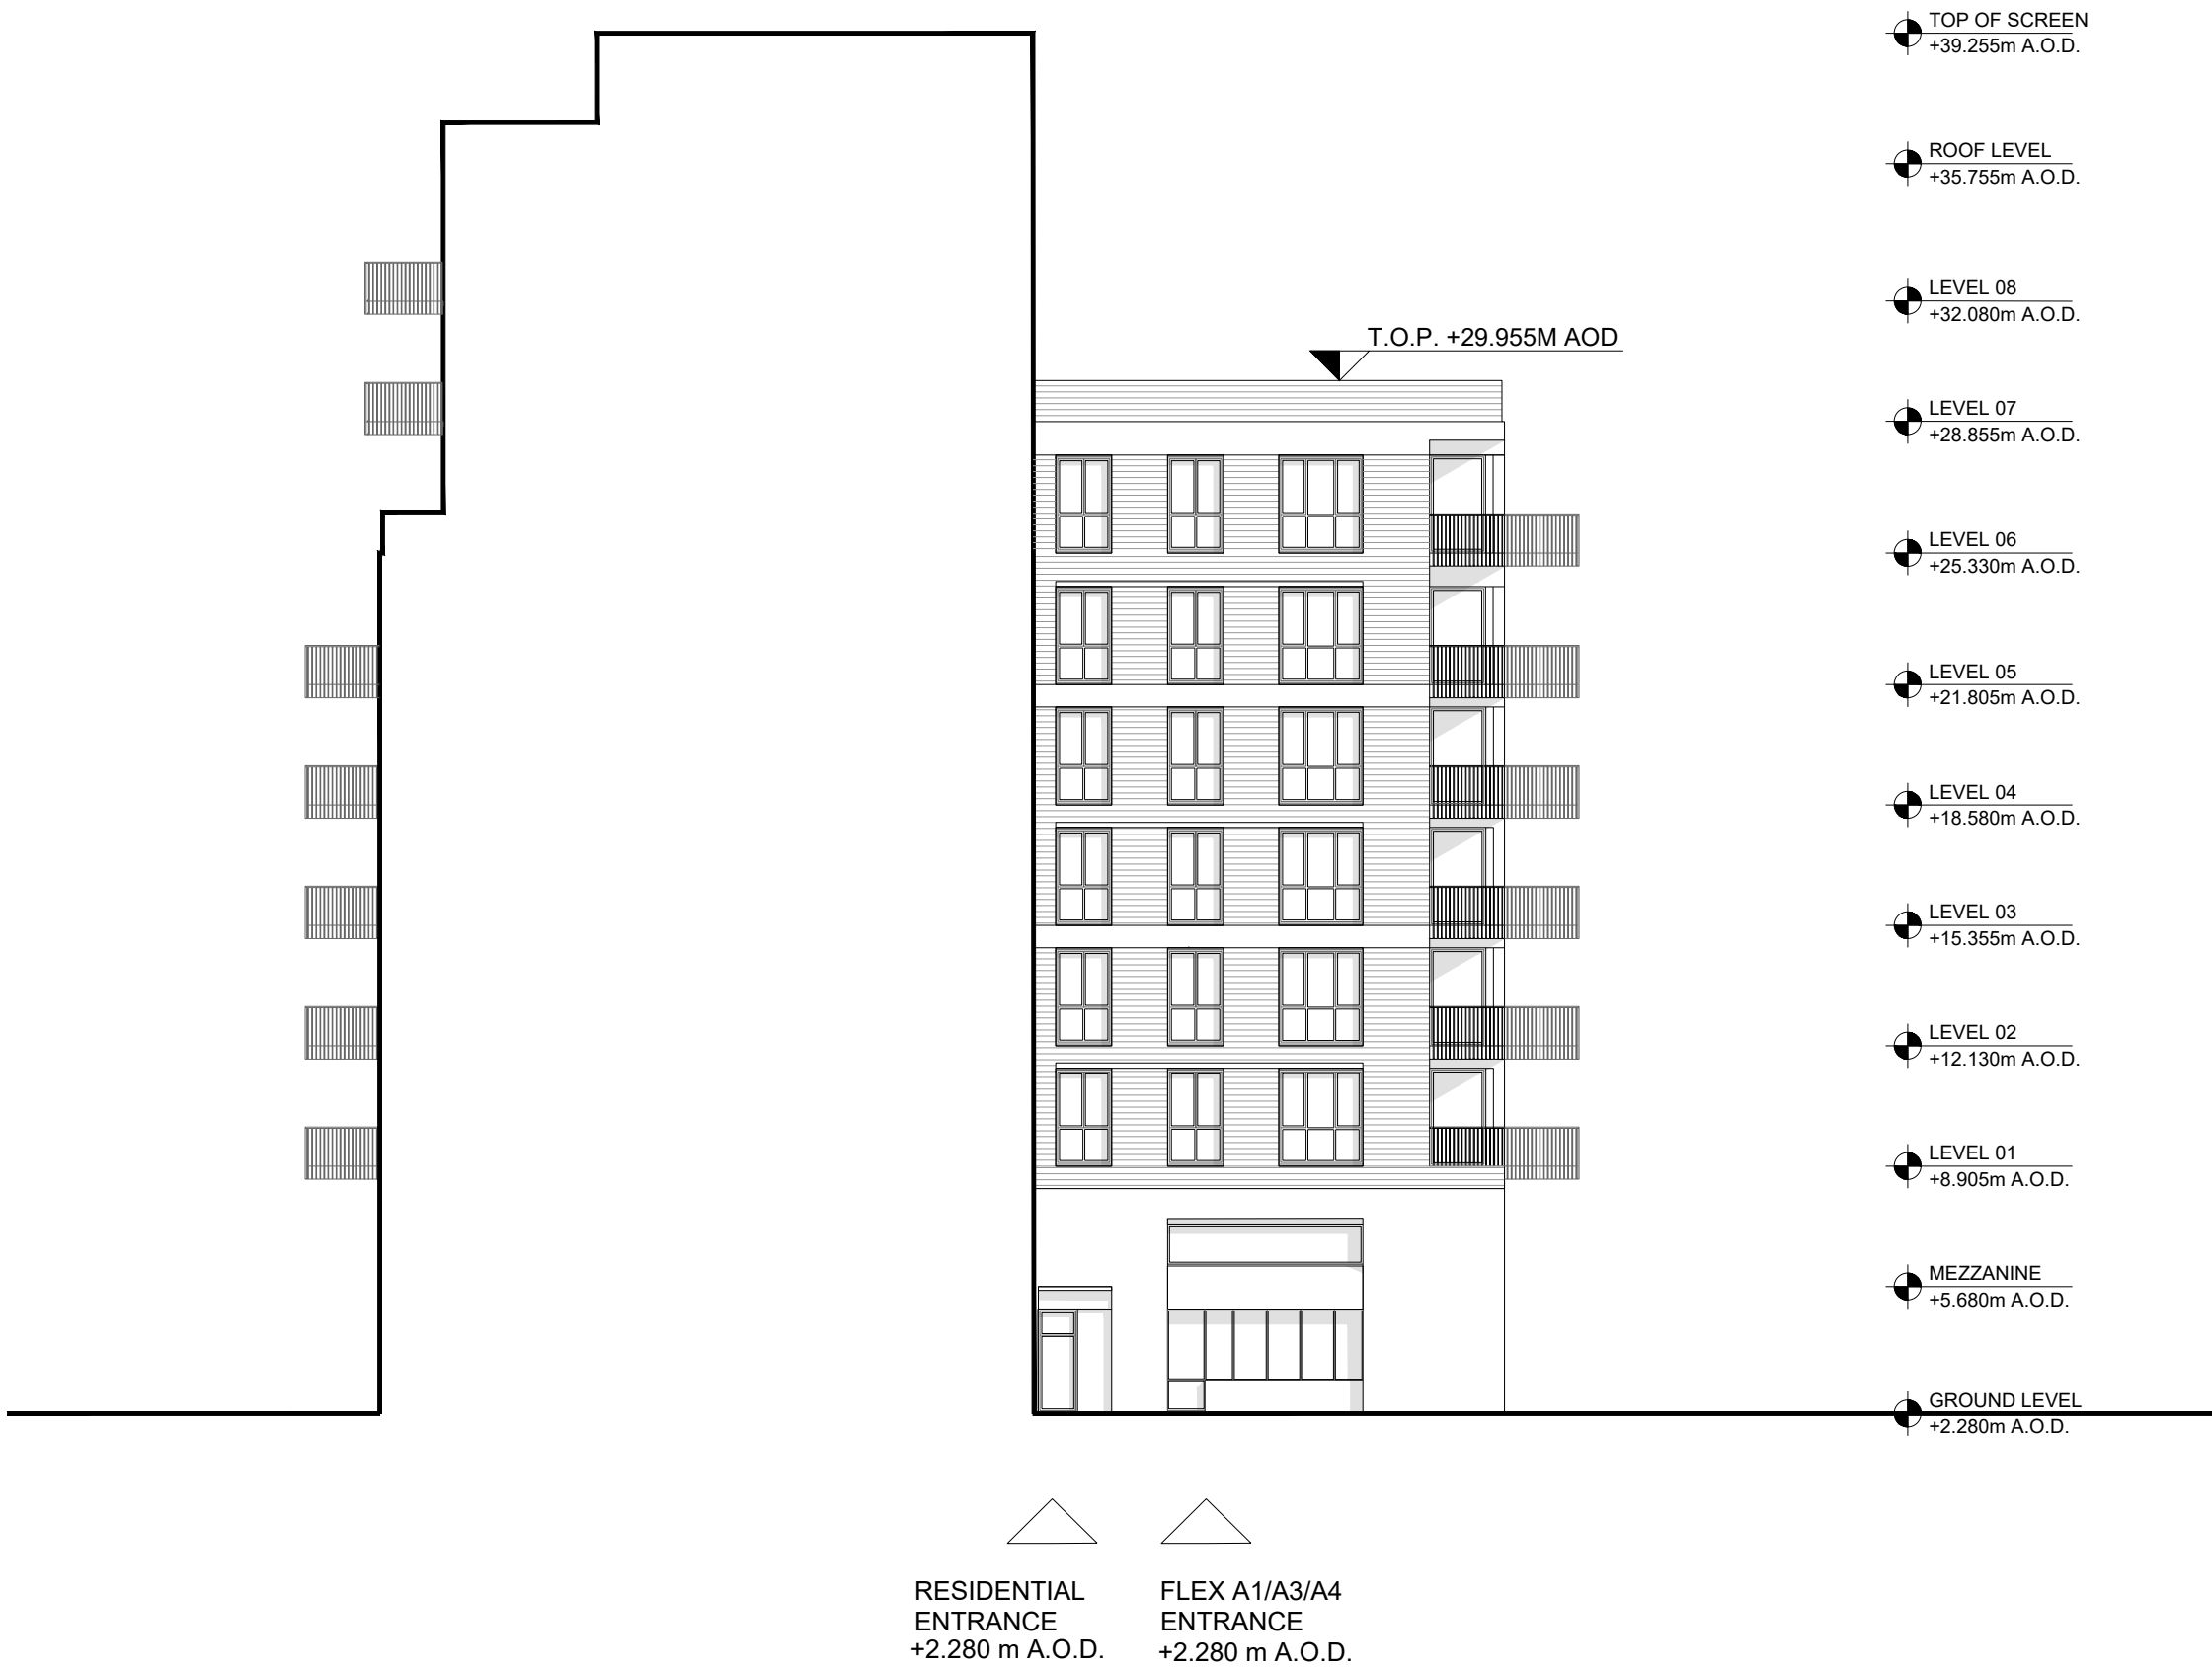 TOP OF SCREEN
+39.255m A.O.D.
ROOF LEVEL
+35.755m A.O.D.
LEVEL 08
+32.080m A.O.D.
T.O.P. +29.955M AOD
LEVEL 07
+28.855m A.O.D.
LEVEL 06
+25.330m A.O.D.
LEVEL 05
+21.805m A.O.D.
LEVEL 04
+18.580m A.O.D.
LEVEL 03
+15.355m A.O.D.
LEVEL 02
+12.130m A.O.D.
LEVEL 01
+8.905m A.O.D.
MEZZANINE
+5.680m A.O.D.
GROUND LEVEL
+2.280m A.O.D.
RESIDENTIAL
ENTRANCE
+2.280 m A.O.D.
FLEX A1/A3/A4
ENTRANCE
+2.280 m A.O.D.